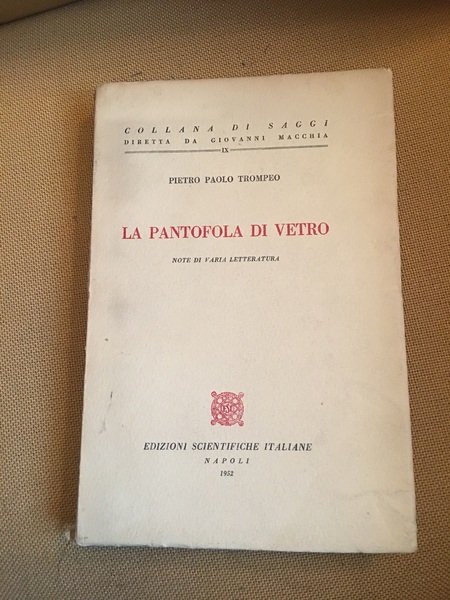 COLLANA DI SAGGI
DIRETTA DA GIOVANNI MACCHIA
IX
PIETRO PAOLO TROMPEO
LA PANTOFOLA DI VETRO
NOTE DI VARIA LETTERATURA
EDIZIONI SCIENTIFICHE ITALIANE
NAPOLI
1952